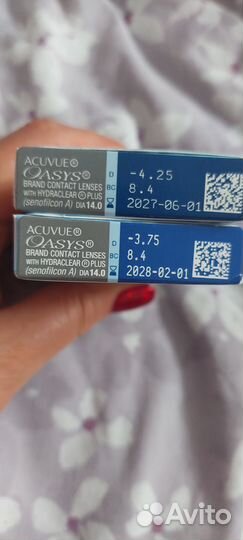 ACUVUE®
OASYS®
BRAND CONTACT LENSES
WITH HYDRACLEAR® PLUS
(senofilcon A) DIA 14.0
D -4.25
BC 8.4
2027-06-01
ACUVUE®
OASYS®
BRAND CONTACT LENSES
WITH HYDRACLEAR® PLUS
(senofilcon A) DIA 14.0
D -3.75
BC 8.4
2028-02-01
Avito